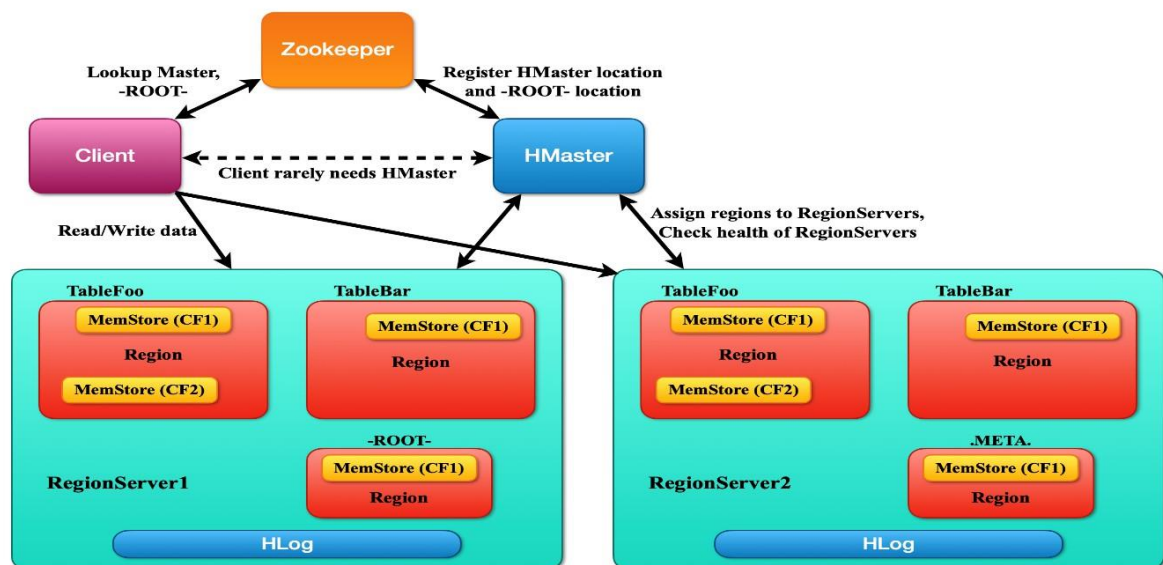 Zookeeper
Lookup Master,
-ROOT-
Register HMaster location
and -ROOT- location
Client
HMaster
Client rarely needs HMaster
Read/Write data
Assign regions to RegionServers,
Check health of RegionServers
TableFoo
MemStore (CF1)
Region
MemStore (CF2)
TableBar
MemStore (CF1)
Region
-ROOT-
MemStore (CF1)
Region
RegionServer1
HLog
TableFoo
MemStore (CF1)
Region
MemStore (CF2)
TableBar
MemStore (CF1)
Region
.META.
MemStore (CF1)
Region
RegionServer2
HLog